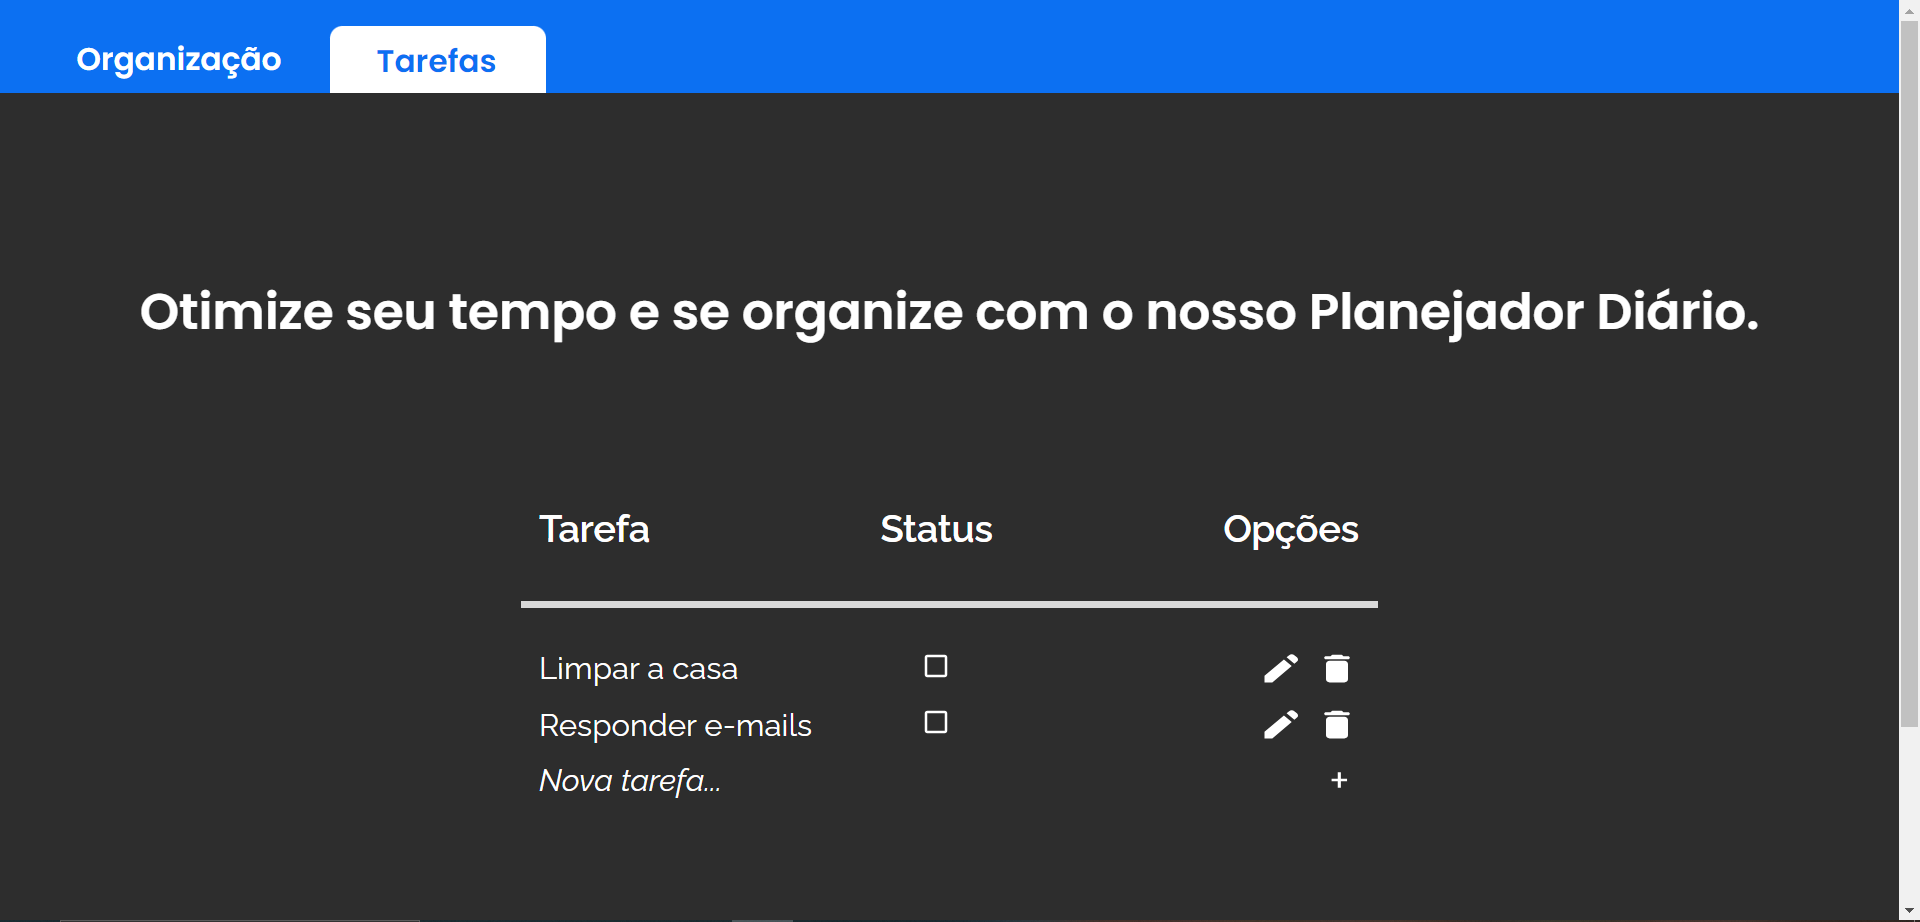 Organização
Tarefas
Otimize seu tempo e se organize com o nosso Planejador Diário.
Tarefa Status Opções
Limpar a casa
Responder e-mails
Nova tarefa... +